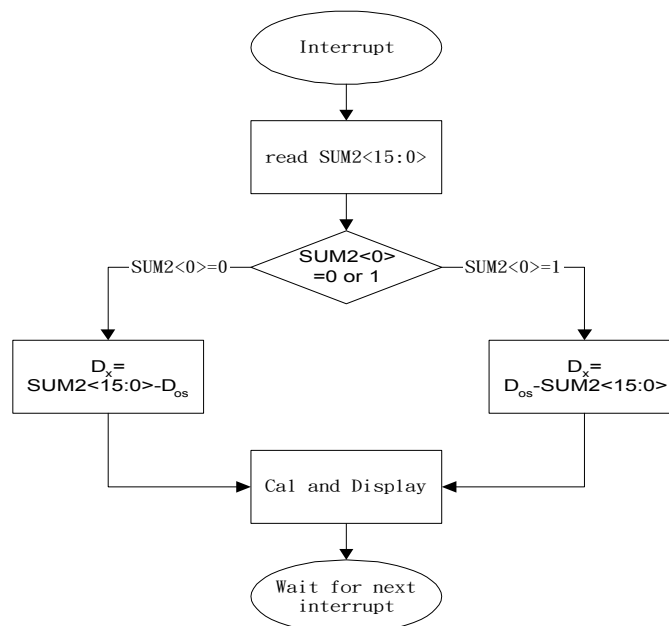 Interrupt
read SUM2<15:0>
SUM2<0>
=0 or 1
SUM2<0>=0
SUM2<0>=1
Dx=
SUM2<15:0>-Dos
Dx=
Dos-SUM2<15:0>
Cal and Display
Wait for next
interrupt